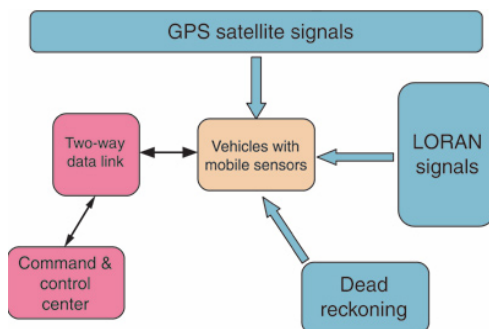 GPS satellite signals
Two-way
data link
Vehicles with
mobile sensors
LORAN
signals
Command &
control
center
Dead
reckoning